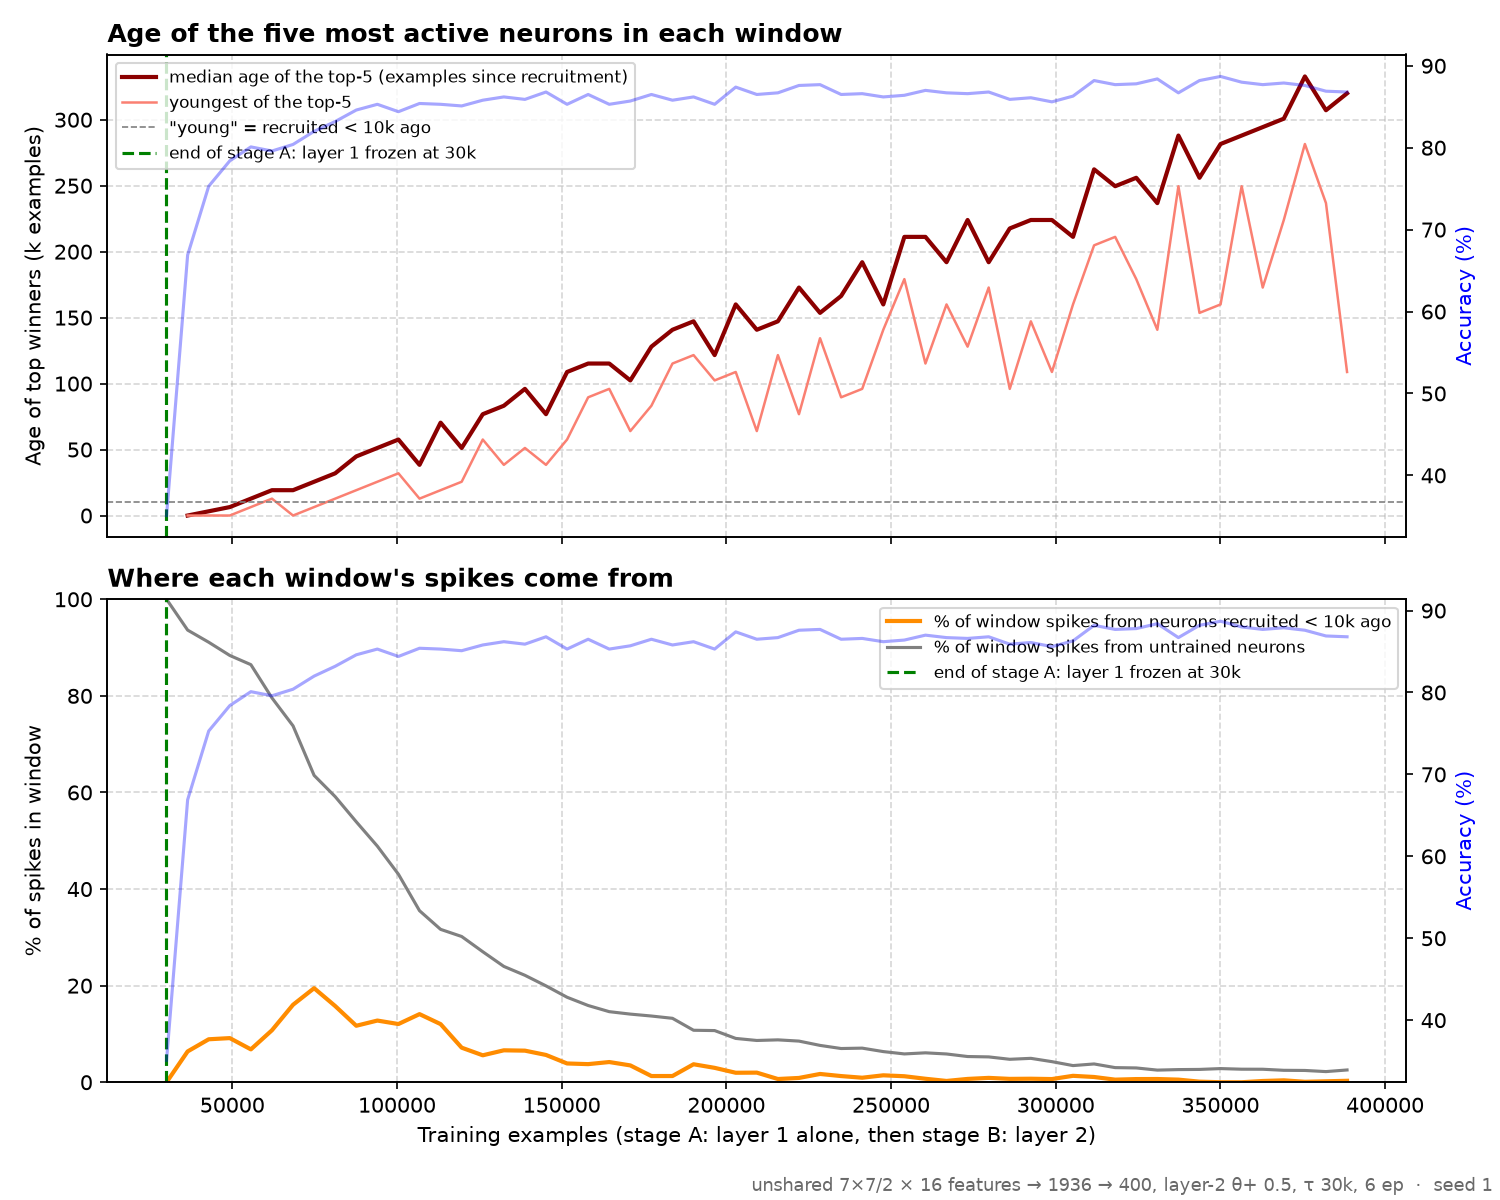 Age of the five most active neurons in each window
median age of the top-5 (examples since recruitment)
youngest of the top-5
"young" = recruited < 10k ago
end of stage A: layer 1 frozen at 30k
Age of top winners (k examples)
300
250
200
150
100
50
0
90
80
70
60
50
40
Accuracy (%)
Where each window's spikes come from
% of window spikes from neurons recruited < 10k ago
% of window spikes from untrained neurons
end of stage A: layer 1 frozen at 30k
% of spikes in window
100
80
60
40
20
0
90
80
70
60
50
40
Accuracy (%)
50000 100000 150000 200000 250000 300000 350000 400000
Training examples (stage A: layer 1 alone, then stage B: layer 2)
unshared 7×7/2 × 16 features → 1936 → 400, layer-2 θ+ 0.5, τ 30k, 6 ep · seed 1